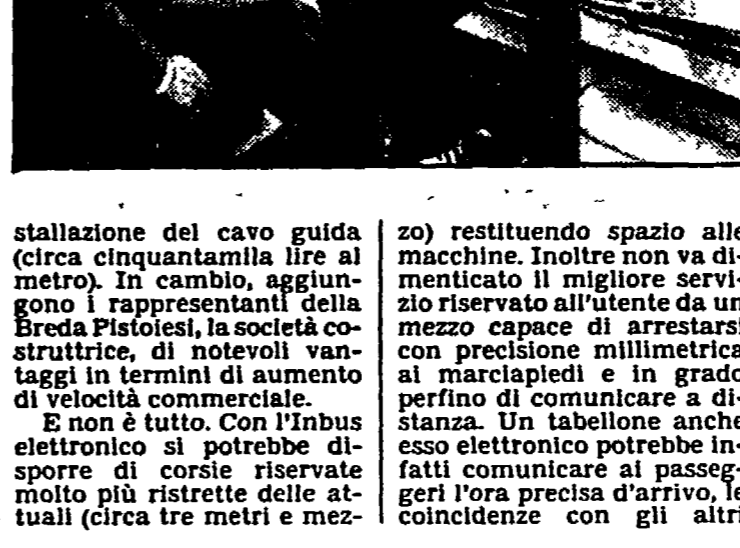 stallazione del cavo guida
(circa cinquantamila lire al
metro). In cambio, aggiun-
gono i rappresentanti della
Breda Pistoiesi, la società co-
struttrice, di notevoli van-
taggi in termini di aumento
di velocità commerciale.
E non è tutto. Con l'Inbus
elettronico si potrebbe di-
sporre di corsie riservate
molto più ristrette delle at-
tuali (circa tre metri e mez-
zo) restituendo spazio alle
macchine. Inoltre non va di-
menticato il migliore servi-
zio riservato all'utente da un
mezzo capace di arrestarsi
con precisione millimetrica
ai marciapiedi e in grado
perfino di comunicare a di-
stanza. Un tabellone anche
esso elettronico potrebbe in-
fatti comunicare ai passeg-
geri l'ora precisa d'arrivo, le
coincidenze con gli altri